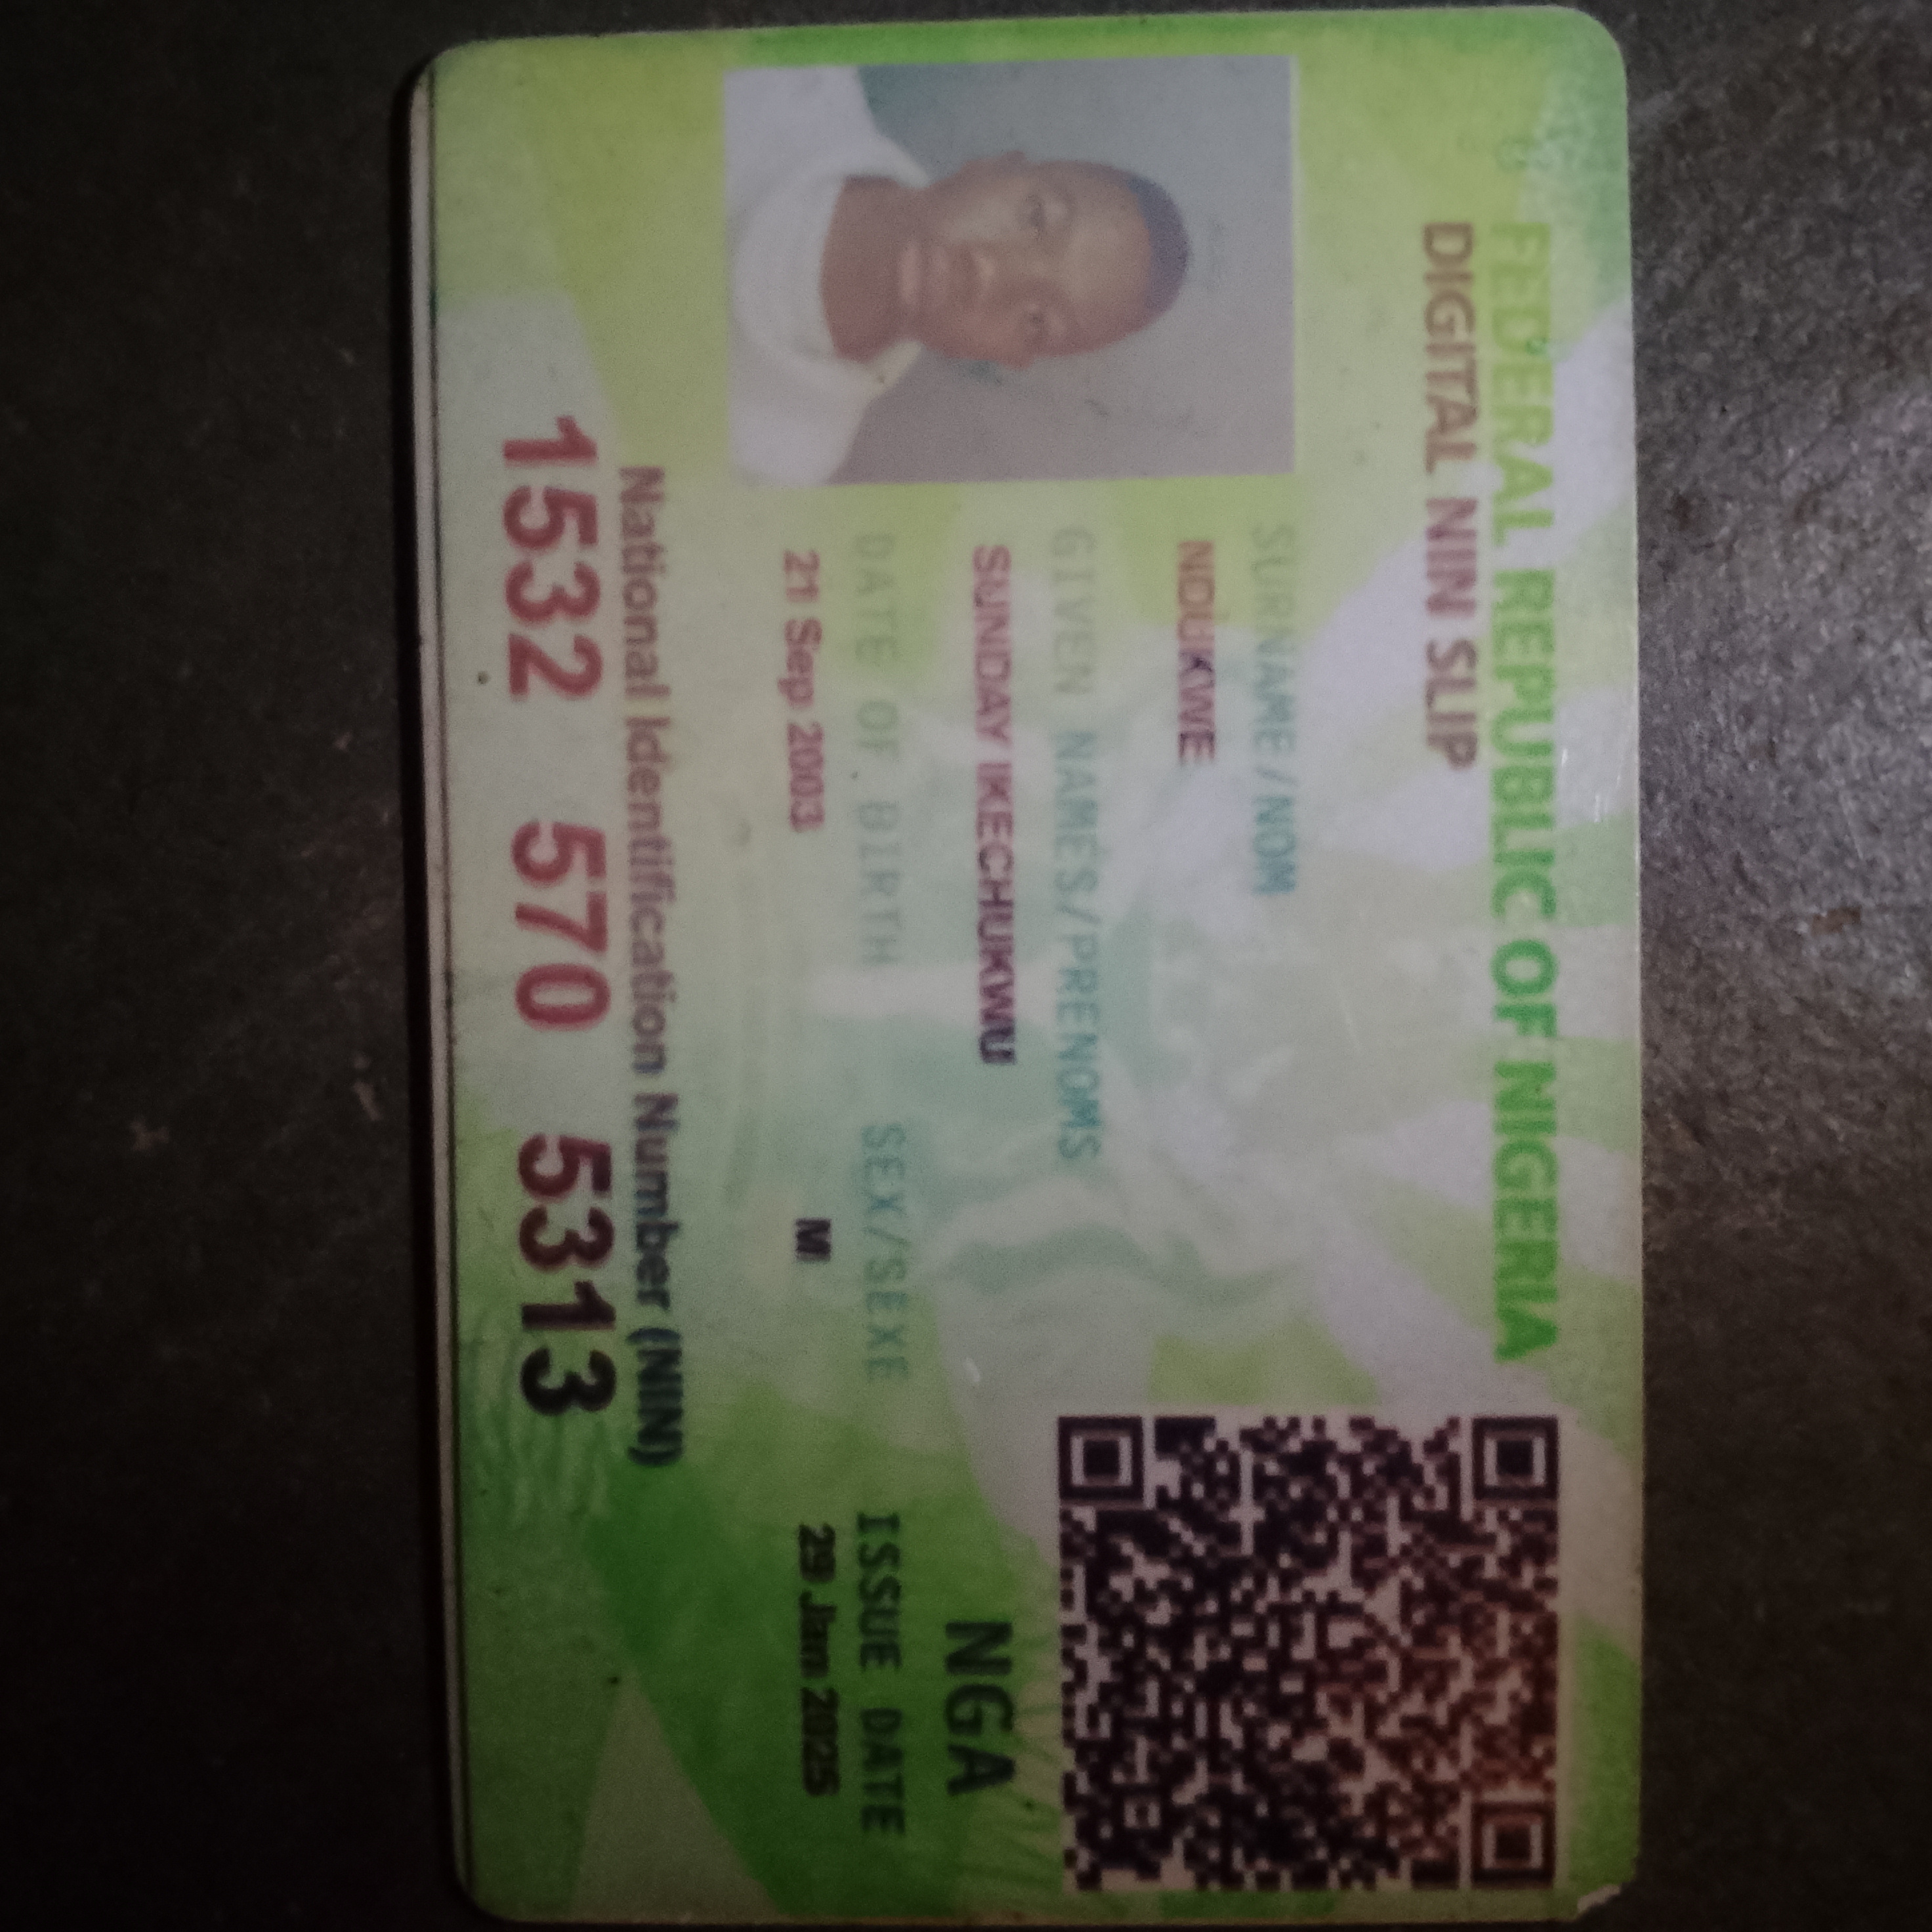 FEDERAL REPUBLIC OF NIGERIA
DIGITAL NIN SLIP
SURNAME/NOM
NDUKWE
GIVEN NAMES/PRENOMS
SUNDAY IKECHUKWU
NGA
DATE OF BIRTH SEX/SEXE ISSUE DATE
21 Sep 2003 M 29 Jan 2025
National Identification Number (NIN)
1532 570 5313